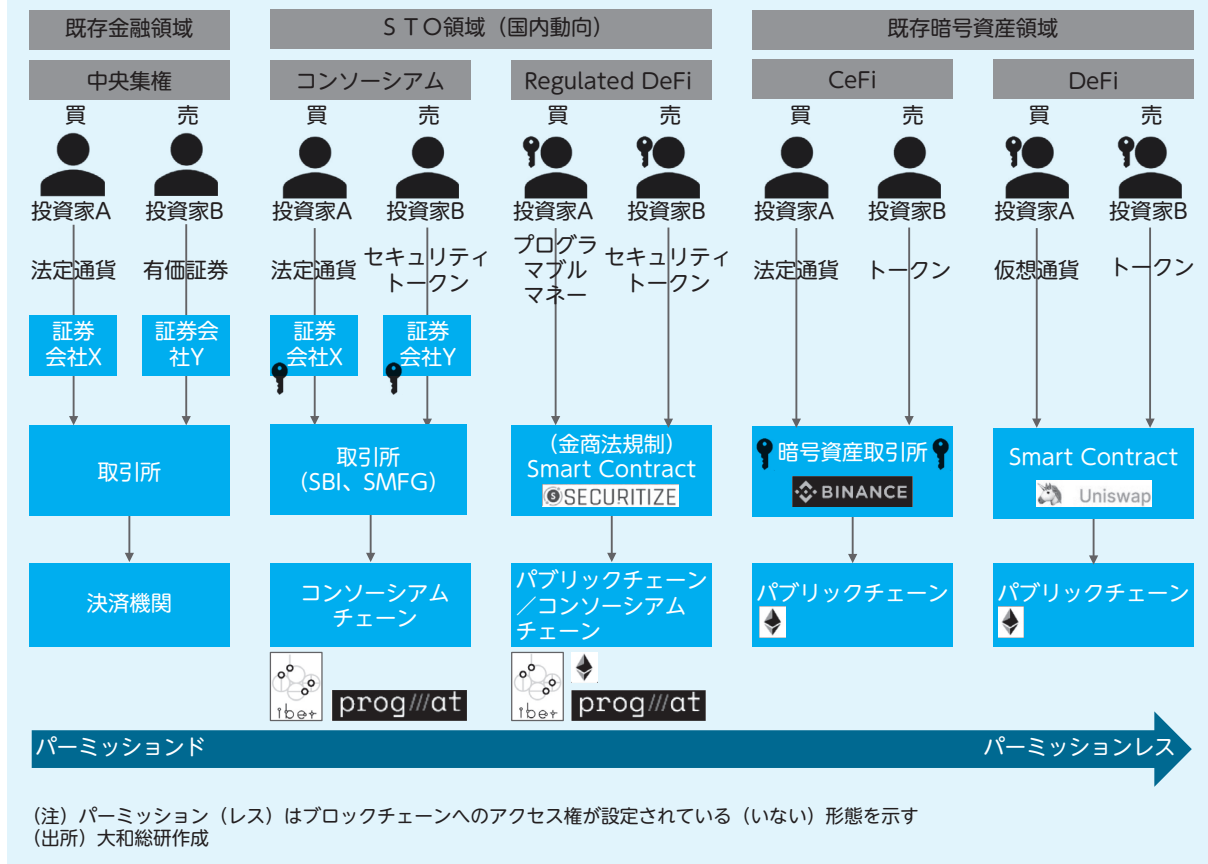 既存金融領域
STO領域（国内動向）
既存暗号資産領域
中央集権
コンソーシアム
Regulated DeFi
CeFi
DeFi
買
売
買
売
買
売
買
売
買
売
投資家A
投資家B
投資家A
投資家B
投資家A
投資家B
投資家A
投資家B
投資家A
投資家B
法定通貨
有価証券
法定通貨
セキュリティ
トークン
プログラ
マブル
マネー
セキュリティ
トークン
法定通貨
トークン
仮想通貨
トークン
証券
会社X
証券会
社Y
証券
会社X
証券
会社Y
取引所
取引所
(SBI、SMFG)
（金商法規制）
Smart Contract
SECURITIZE
暗号資産取引所
BINANCE
Smart Contract
Uniswap
決済機関
コンソーシアム
チェーン
パブリックチェーン
／コンソーシアム
チェーン
パブリックチェーン
パブリックチェーン
ibet
prog///at
ibet
prog///at
パーミッションド
パーミッションレス
（注）パーミッション（レス）はブロックチェーンへのアクセス権が設定されている（いない）形態を示す
（出所）大和総研作成